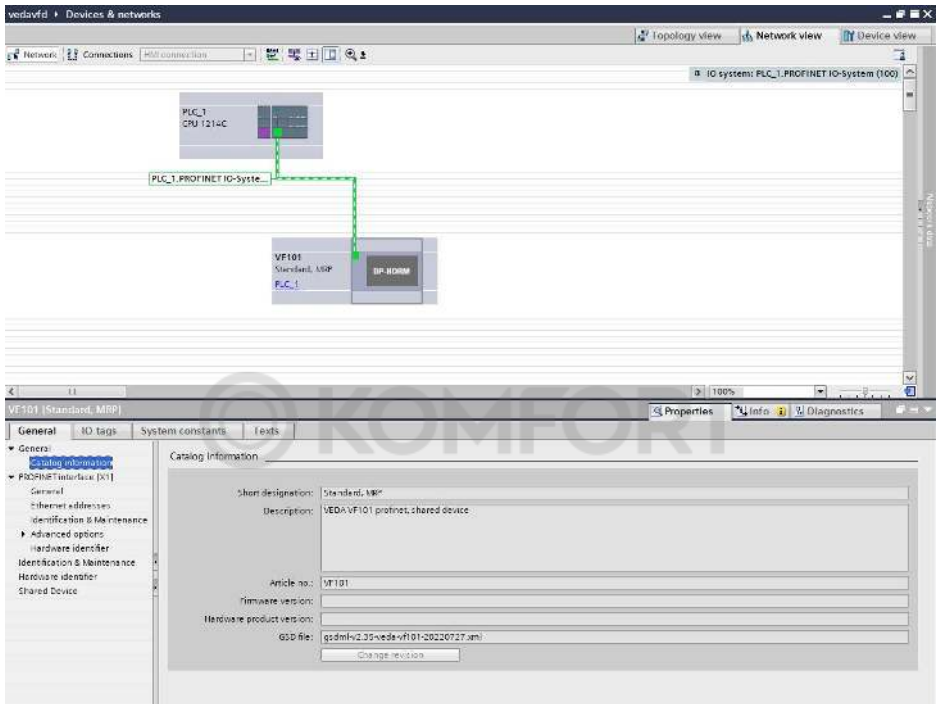 vedavfd ▸ Devices & networks
Topology view
Network view
Device view
Network
Connections
HMI connection
100%
IO system: PLC_1.PROFINET IO-System (100)
PLC_1
CPU 1214C
PLC_1.PROFINET IO-Syste...
VF101
Standard, MRP
PLC_1
DP-NORM
Network data
© KOMFORT
VF101 [Standard, MRP]
Properties
Info
Diagnostics
General
IO tags
System constants
Texts
General
Catalog information
PROFINET interface [X1]
General
Ethernet addresses
Identification & Maintenance
Advanced options
Hardware identifier
Identification & Maintenance
Hardware identifier
Shared Device
Catalog information
Short designation: Standard, MRP
Description: VEDA VF101 profinet, shared device
Article no.: VF101
Firmware version:
Hardware product version:
GSD file: gsdml-v2.35-veda-vf101-20220727.xml
Change revision